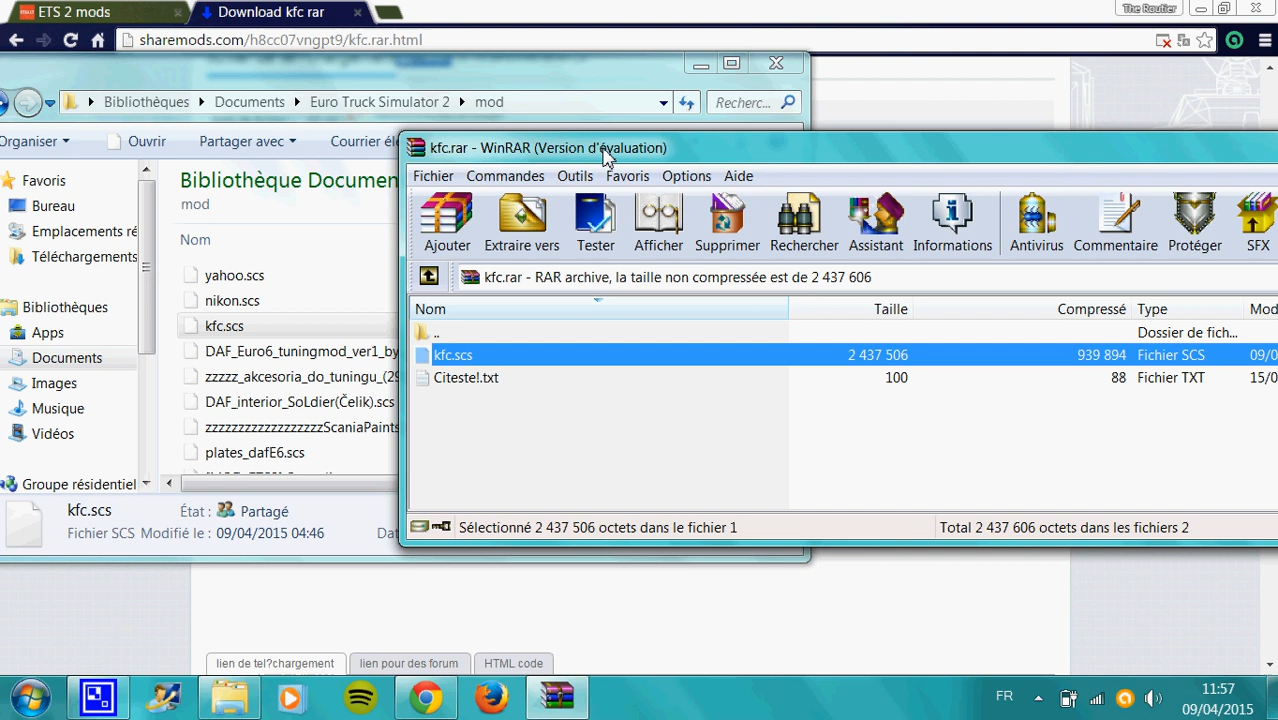 ETS 2 mods
Download kfc rar
The Routier
sharemods.com/h8cc07vngpt9/kfc.rar.html
Bibliothèques
Documents
Euro Truck Simulator 2
mod
Recherc...
Organiser
Ouvrir
Partager avec
Courrier éle
Favoris
Bureau
Emplacements ré
Téléchargements
Bibliothèques
Apps
Documents
Images
Musique
Vidéos
Groupe résidentiel
Bibliothèque Documen
mod
Nom
yahoo.scs
nikon.scs
kfc.scs
DAF_Euro6_tuningmod_ver1_by
zzzzz_akcesoria_do_tuningu_(29
DAF_interior_SoLdier(Čelik).scs
zzzzzzzzzzzzzzzzzzScaniaPaints
plates_dafE6.scs
kfc.scs
État : Partagé
Fichier SCS Modifié le : 09/04/2015 04:46
Dat
kfc.rar - WinRAR (Version d'évaluation)
Fichier Commandes Outils Favoris Options Aide
Ajouter Extraire vers Tester Afficher Supprimer Rechercher Assistant Informations Antivirus Commentaire Protéger SFX
kfc.rar - RAR archive, la taille non compressée est de 2 437 606
Nom Taille Compressé Type Mod
.. Dossier de fich...
kfc.scs 2 437 506 939 894 Fichier SCS 09/0
Citeste!.txt 100 88 Fichier TXT 15/0
Sélectionné 2 437 506 octets dans le fichier 1
Total 2 437 606 octets dans les fichiers 2
lien de tel?chargement
lien pour des forum
HTML code
FR
11:57
09/04/2015